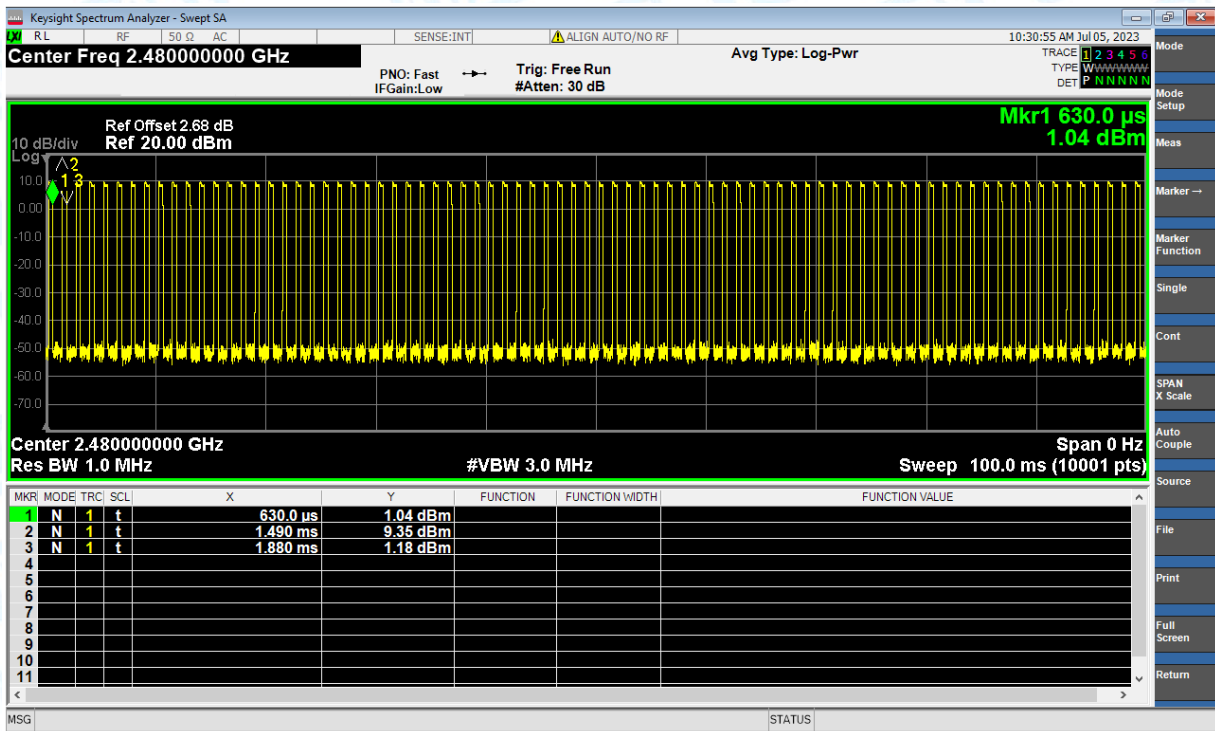 Keysight Spectrum Analyzer - Swept SA
LXI RL RF 50 Ω AC SENSE:INT ALIGN AUTO/NO RF 10:30:55 AM Jul 05, 2023
Center Freq 2.480000000 GHz
PNO: Fast
IFGain:Low
Trig: Free Run
#Atten: 30 dB
Avg Type: Log-Pwr
TRACE 1 2 3 4 5 6
TYPE WWWWWW
DET P N N N N N
Mkr1 630.0 µs
1.04 dBm
Ref Offset 2.68 dB
10 dB/div Ref 20.00 dBm
Log
10.0
0.00
-10.0
-20.0
-30.0
-40.0
-50.0
-60.0
-70.0
2
1 3
Center 2.480000000 GHz Span 0 Hz
Res BW 1.0 MHz #VBW 3.0 MHz Sweep 100.0 ms (10001 pts)
MKR MODE TRC SCL X Y FUNCTION FUNCTION WIDTH FUNCTION VALUE
1 N 1 t 630.0 µs 1.04 dBm
2 N 1 t 1.490 ms 9.35 dBm
3 N 1 t 1.880 ms 1.18 dBm
4
5
6
7
8
9
10
11
MSG STATUS
Mode
Mode
Setup
Meas
Marker→
Marker
Function
Single
Cont
SPAN
X Scale
Auto
Couple
Source
File
Print
Full
Screen
Return